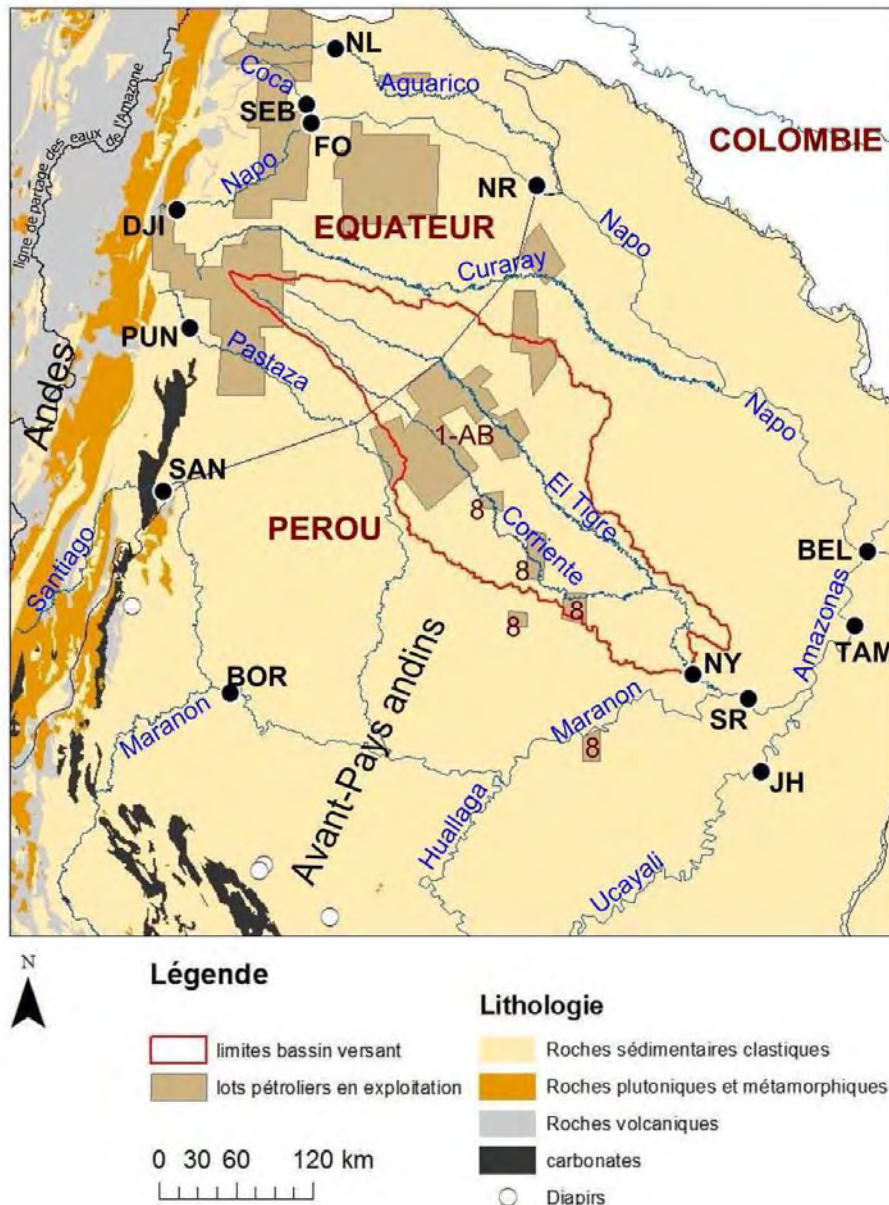 NL
Coca
Aguarico
SEB
FO
COLOMBIE
ligne de partage des eaux de l'Amazone
Napo
NR
DJI
EQUATEUR
Napo
Curaray
PUN
Pastaza
Andes
Napo
1-AB
SAN
El Tigre
PEROU
8
Corriente
Santiago
8
BEL
Amazonas
8
8
TAM
NY
BOR
Maranon
Maranon
SR
Avant-Pays andins
8
JH
Huallaga
Ucayali
N
Légende
limites bassin versant
lots pétroliers en exploitation
0 30 60 120 km
Lithologie
Roches sédimentaires clastiques
Roches plutoniques et métamorphiques
Roches volcaniques
carbonates
Diapirs